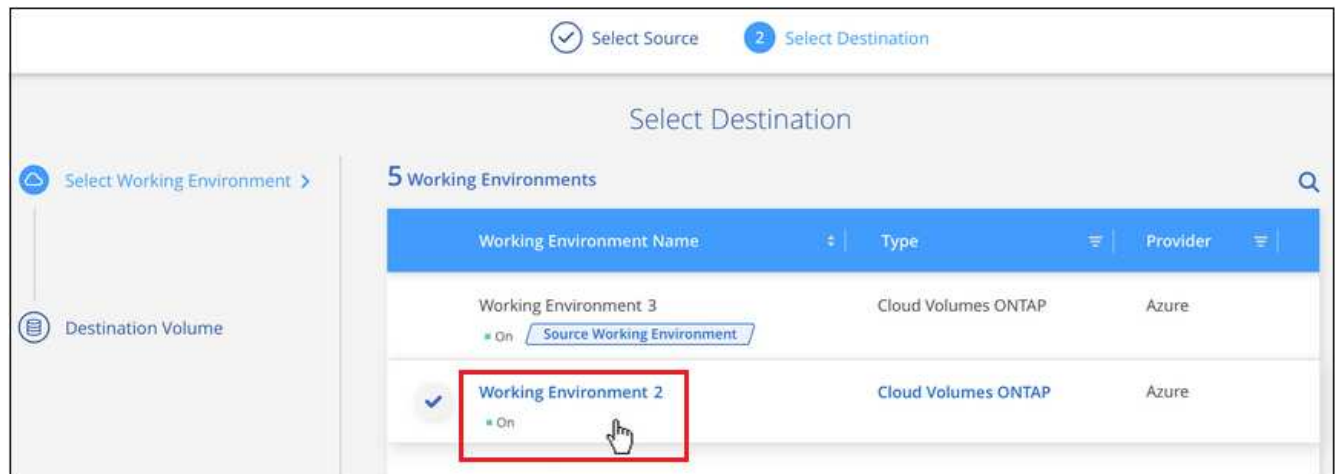 Select Source
2 Select Destination
Select Destination
Select Working Environment >
5 Working Environments
Working Environment Name Type Provider
Working Environment 3 Cloud Volumes ONTAP Azure
On Source Working Environment
Destination Volume
Working Environment 2 Cloud Volumes ONTAP Azure
On